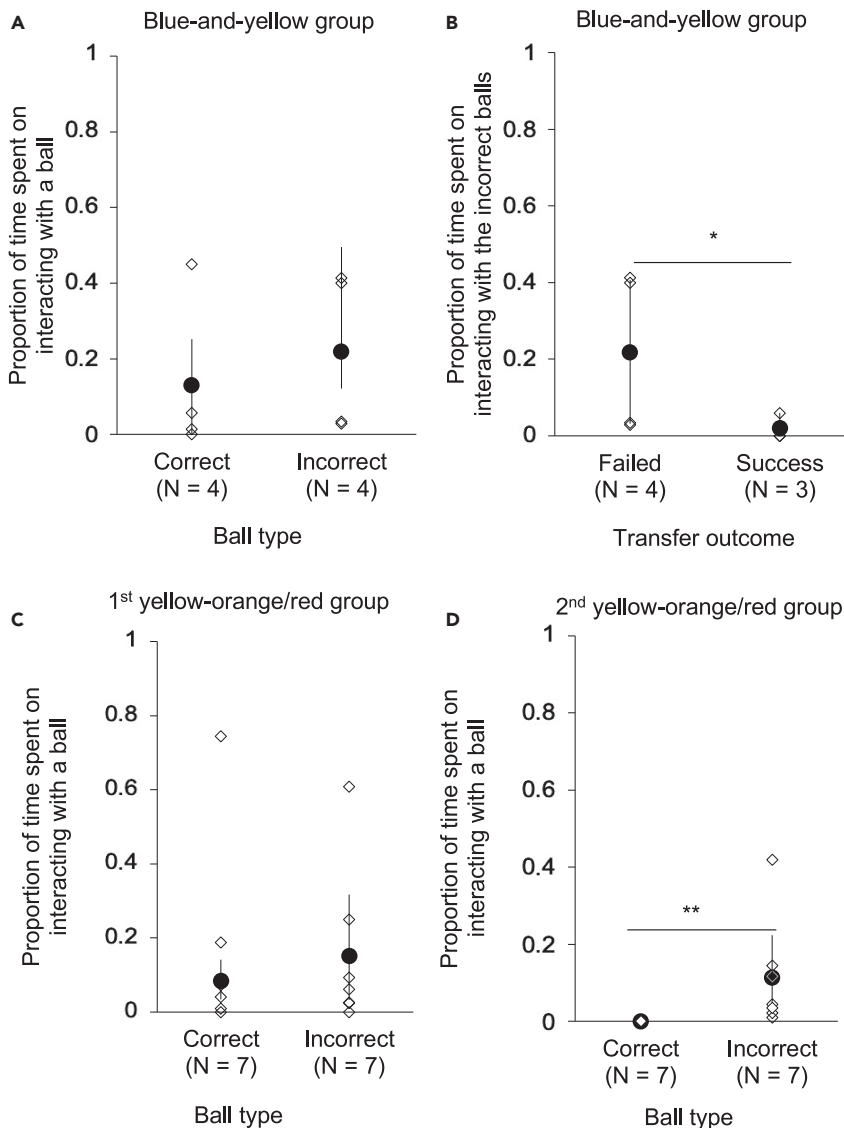 A
Blue-and-yellow group
Proportion of time spent on
interacting with a ball
1
0.8
0.6
0.4
0.2
0
Correct
(N = 4)
Incorrect
(N = 4)
Ball type
B
Blue-and-yellow group
Proportion of time spent on
interacting with the incorrect balls
1
0.8
0.6
0.4
0.2
0
*
Failed
(N = 4)
Success
(N = 3)
Transfer outcome
C
1st yellow-orange/red group
Proportion of time spent on
interacting with a ball
1
0.8
0.6
0.4
0.2
0
Correct
(N = 7)
Incorrect
(N = 7)
Ball type
D
2nd yellow-orange/red group
Proportion of time spent on
interacting with a ball
1
0.8
0.6
0.4
0.2
0
**
Correct
(N = 7)
Incorrect
(N = 7)
Ball type